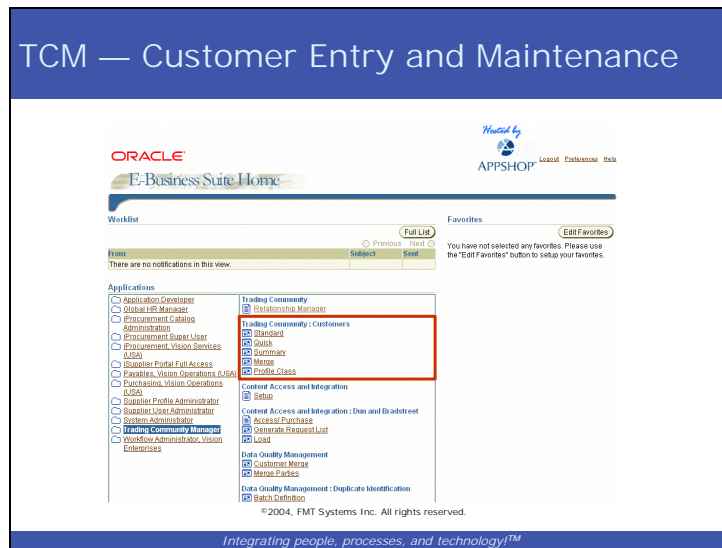 TCM — Customer Entry and Maintenance
Hosted by
APPSHOP
Logout Preferences Help
ORACLE
E-Business Suite Home
Worklist
Full List
Previous Next
From Subject Sent
There are no notifications in this view.
Favorites
Edit Favorites
You have not selected any favorites. Please use
the "Edit Favorites" button to setup your favorites.
Applications
Application Developer
Global HR Manager
iProcurement Catalog
Administration
iProcurement Super User
iProcurement, Vision Services
(USA)
iSupplier Portal Full Access
Payables, Vision Operations (USA)
Purchasing, Vision Operations
(USA)
Supplier Profile Administrator
Supplier User Administrator
System Administrator
Trading Community Manager
Workflow Administrator, Vision
Enterprises
Trading Community
Relationship Manager
Trading Community : Customers
Standard
Quick
Summary
Merge
Profile Class
Content Access and Integration
Setup
Content Access and Integration : Dun and Bradstreet
Access/ Purchase
Generate Request List
Load
Data Quality Management
Customer Merge
Merge Parties
Data Quality Management : Duplicate Identification
Batch Definition
©2004, FMT Systems Inc. All rights reserved.
Integrating people, processes, and technology!™